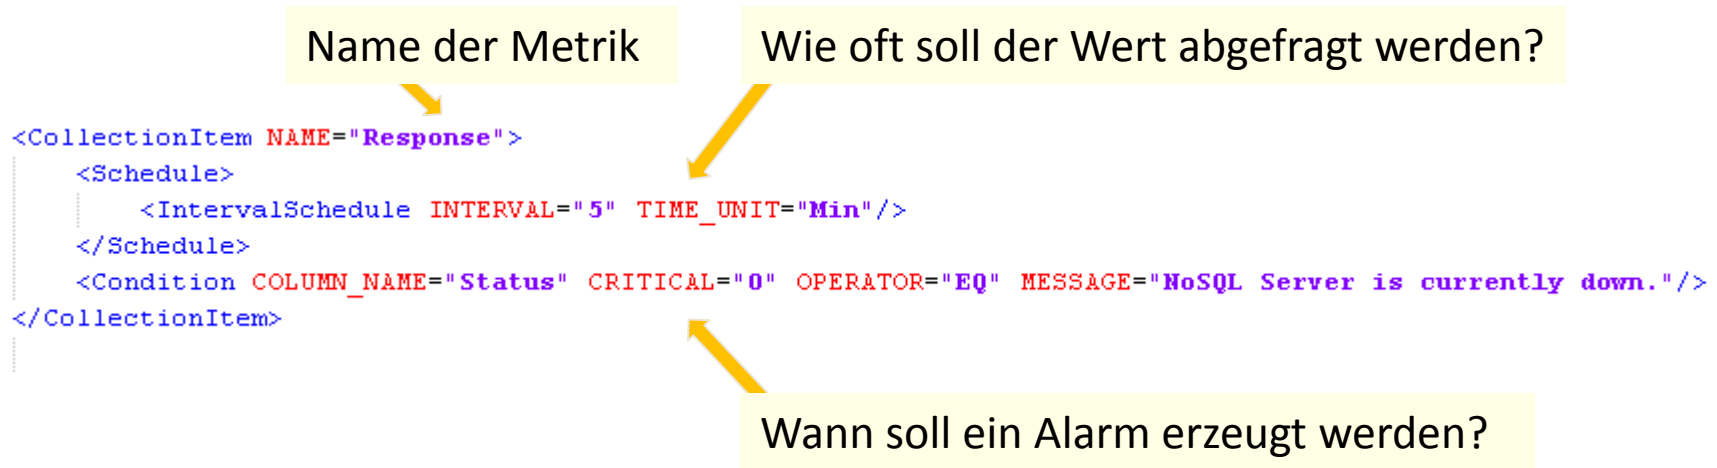 Name der Metrik
Wie oft soll der Wert abgefragt werden?
<CollectionItem NAME="Response">
<Schedule>
<IntervalSchedule INTERVAL="5" TIME_UNIT="Min"/>
</Schedule>
<Condition COLUMN_NAME="Status" CRITICAL="0" OPERATOR="EQ" MESSAGE="NoSQL Server is currently down."/>
</CollectionItem>
Wann soll ein Alarm erzeugt werden?